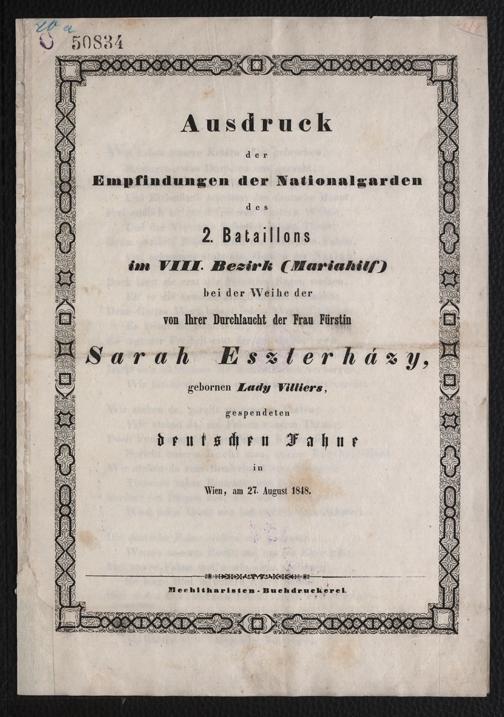 50834
Ausdruck
der
Empfindungen der Nationalgarden
des
2. Bataillons
im VIII. Bezirk (Mariahilf)
bei der Weihe der
von Ihrer Durchlaucht der Frau Fürstin
Sarah Eszterházy,
gebornen Lady Villiers,
gespendeten
deutschen Fahne
in
Wien, am 27. August 1848.
Mechitharisten-Buchdruckerei.